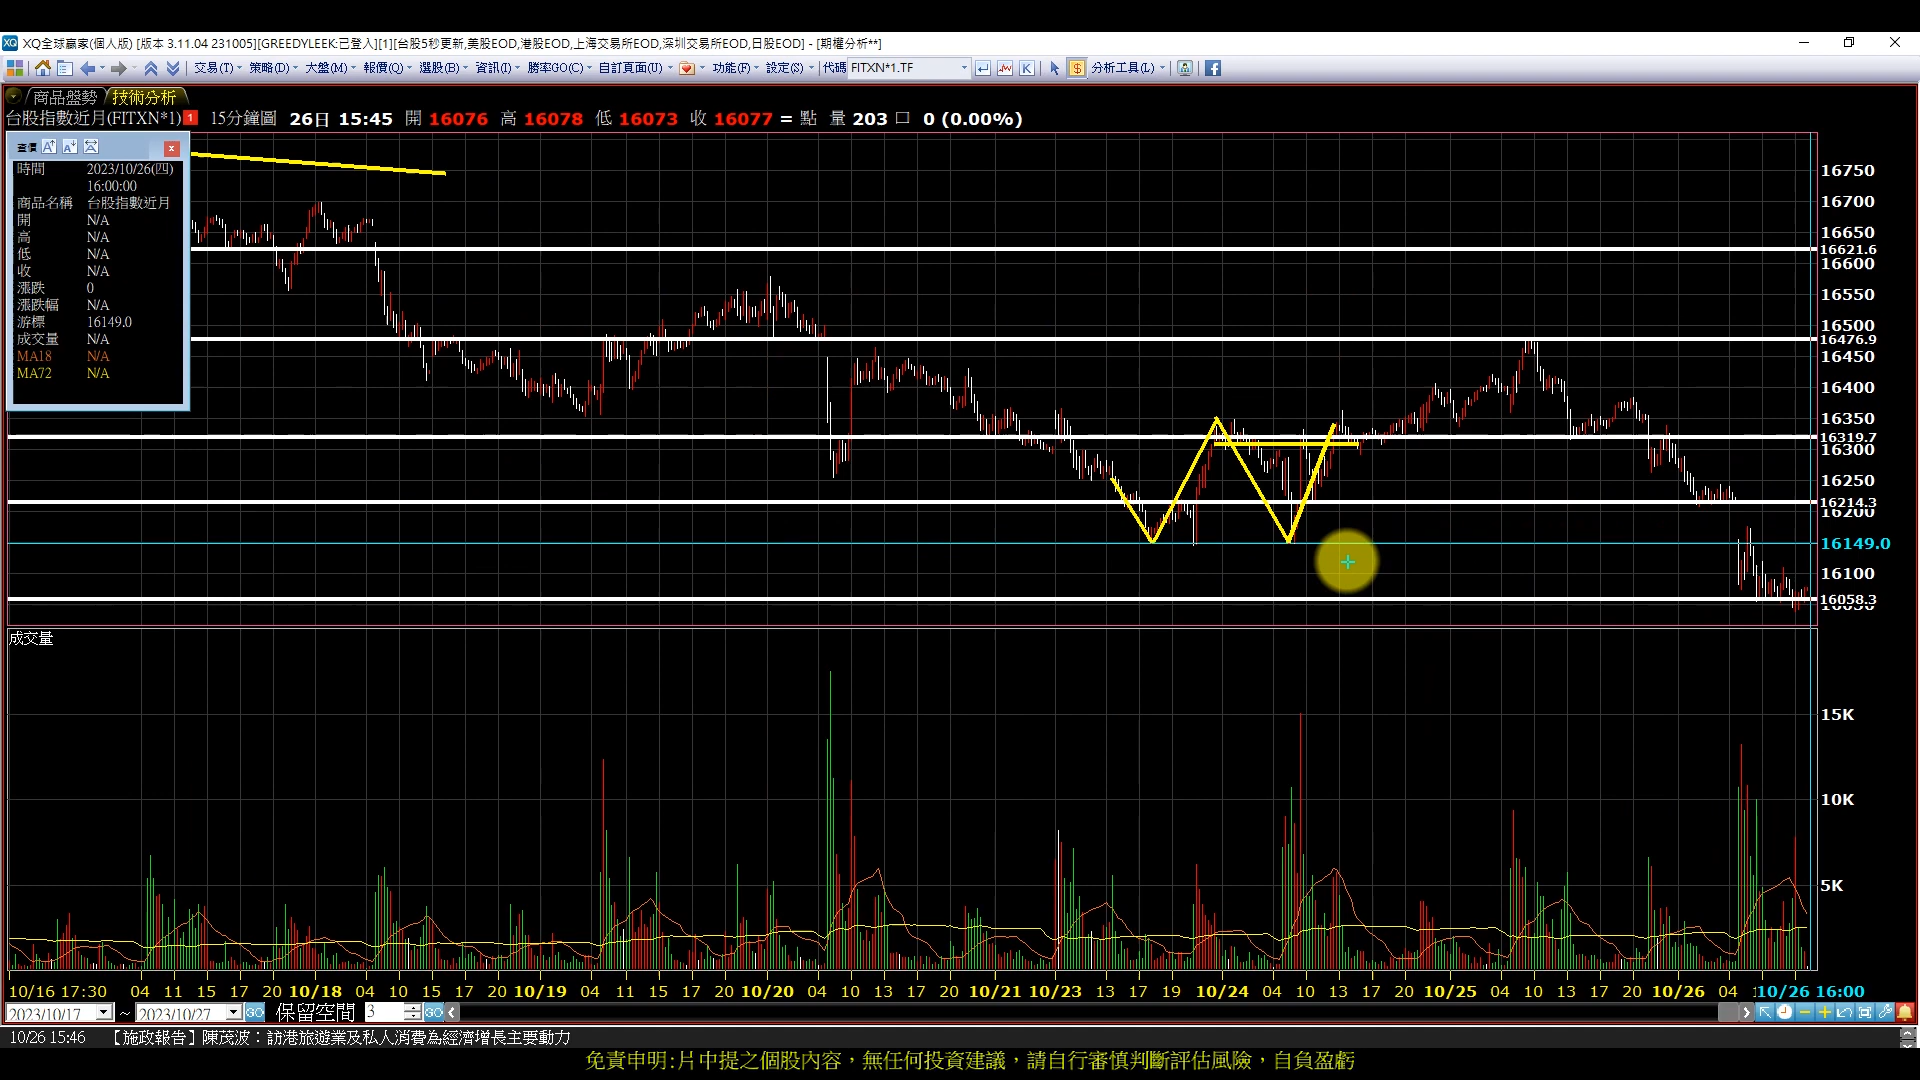 XQ全球贏家(個人版) [版本 3.11.04 231005][GREEDYLEEK:已登入][1][台股5秒更新,美股EOD,港股EOD,上海交易所EOD,深圳交易所EOD,日股EOD] - [期權分析**]
交易(T) 策略(D) 大盤(M) 報價(Q) 選股(B) 資訊(I) 勝率GO(C) 自訂頁面(U) 功能(F) 設定(S) 代碼 FITXN*1.TF K $ 分析工具(L)
商品盤勢 技術分析
台股指數近月(FITXN*1) 1 15分鐘圖 26日 15:45 開 16076 高 16078 低 16073 收 16077 = 點 量 203 口 0 (0.00%)
查價
時間 2023/10/26(四)
16:00:00
商品名稱 台股指數近月
開 N/A
高 N/A
低 N/A
收 N/A
漲跌 0
漲跌幅 N/A
游標 16149.0
成交量 N/A
MA18 N/A
MA72 N/A
16750
16700
16650
16621.6
16600
16550
16500
16476.9
16450
16400
16350
16319.7
16300
16250
16214.3
16200
16149.0
16100
16058.3
16050
成交量
15K
10K
5K
10/16 17:30 04 11 15 17 20 10/18 04 10 15 17 20 10/19 04 11 15 17 20 10/20 04 10 13 17 20 10/21 10/23 13 17 19 10/24 04 10 13 17 20 10/25 04 10 13 17 20 10/26 04 10/26 16:00
2023/10/17 ~ 2023/10/27 GO 保留空間 3 GO
10/26 15:46 【施政報告】陳茂波：訪港旅遊業及私人消費為經濟增長主要動力
免責申明:片中提之個股內容，無任何投資建議，請自行審慎判斷評估風險，自負盈虧